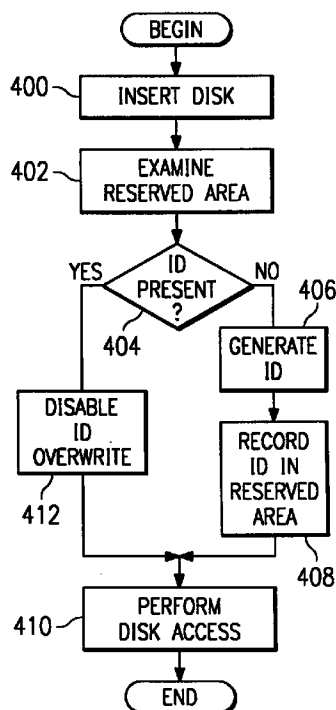 BEGIN
400
INSERT DISK
402
EXAMINE
RESERVED AREA
YES
ID
PRESENT
?
NO
404
406
GENERATE
ID
DISABLE
ID
OVERWRITE
412
RECORD
ID IN
RESERVED
AREA
408
410
PERFORM
DISK ACCESS
END